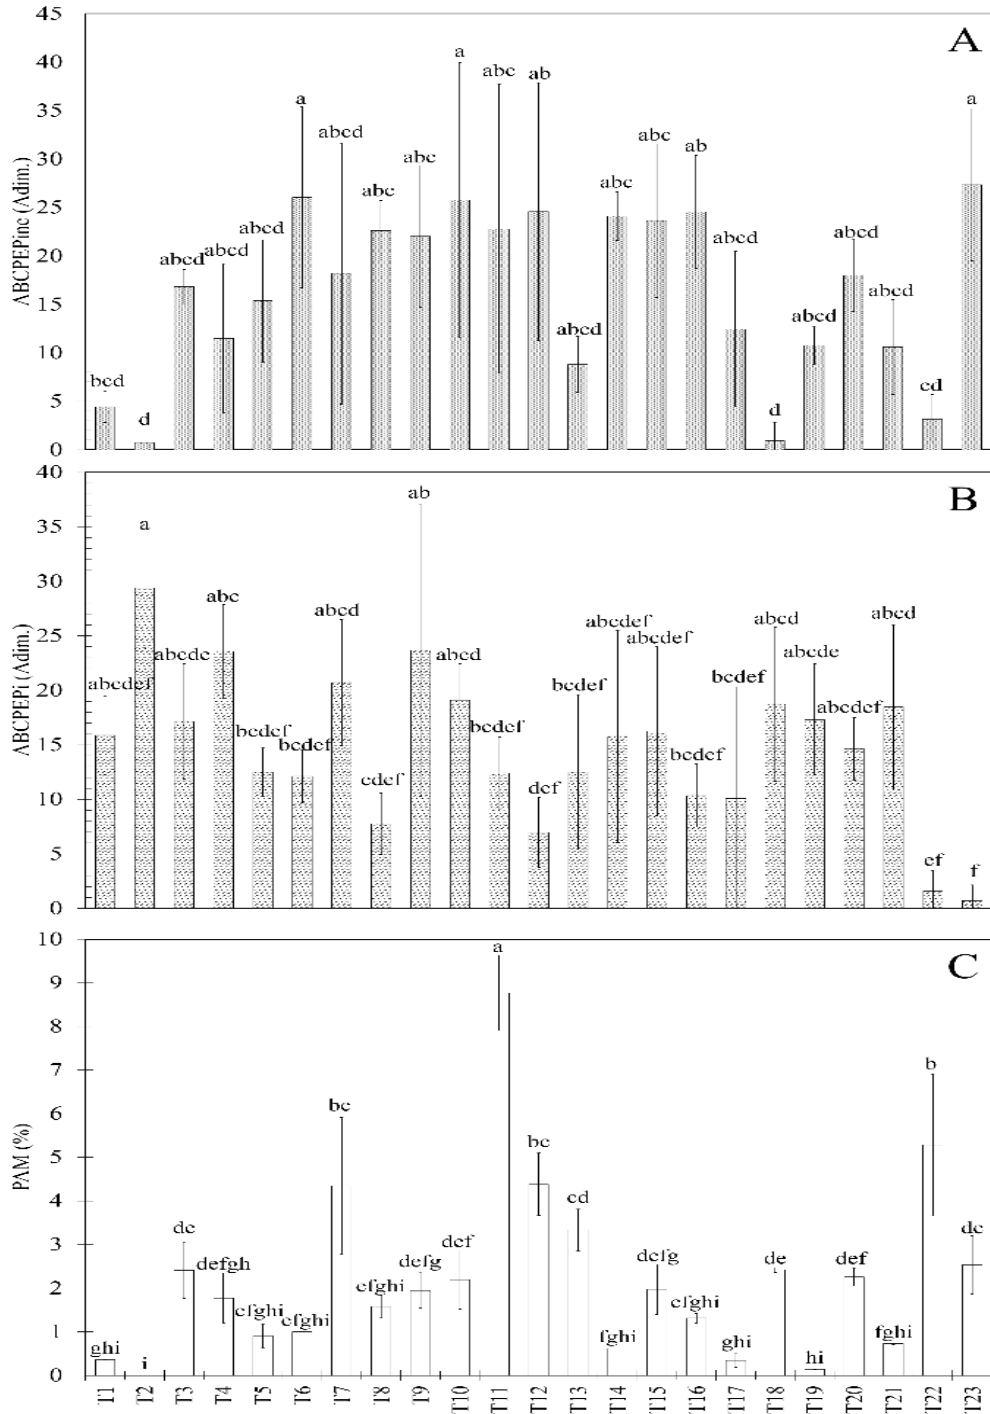 A
ABCPEPinc (Adim.)
45
40
35
30
25
20
15
10
5
0
bcd
d
abcd
abcd
abcd
a
abcd
abc
abc
a
abc
ab
abcd
abc
abc
ab
abcd
d
abcd
abcd
abcd
cd
a
B
ABCPEPi (Adim.)
40
35
30
25
20
15
10
5
0
abcdef
a
abcde
abc
bcdef
bcdef
abcd
cdef
ab
abcd
bcdef
def
bcdef
abcdef
abcdef
bcdef
bcdef
abcd
abcde
abcdef
abcd
ef
f
C
PAM (%)
10
9
8
7
6
5
4
3
2
1
0
ghi
i
de
defgh
efghi
efghi
bc
efghi
defg
def
a
bc
cd
fghi
defg
efghi
ghi
de
hi
def
fghi
b
de
T1 T2 T3 T4 T5 T6 T7 T8 T9 T10 T11 T12 T13 T14 T15 T16 T17 T18 T19 T20 T21 T22 T23